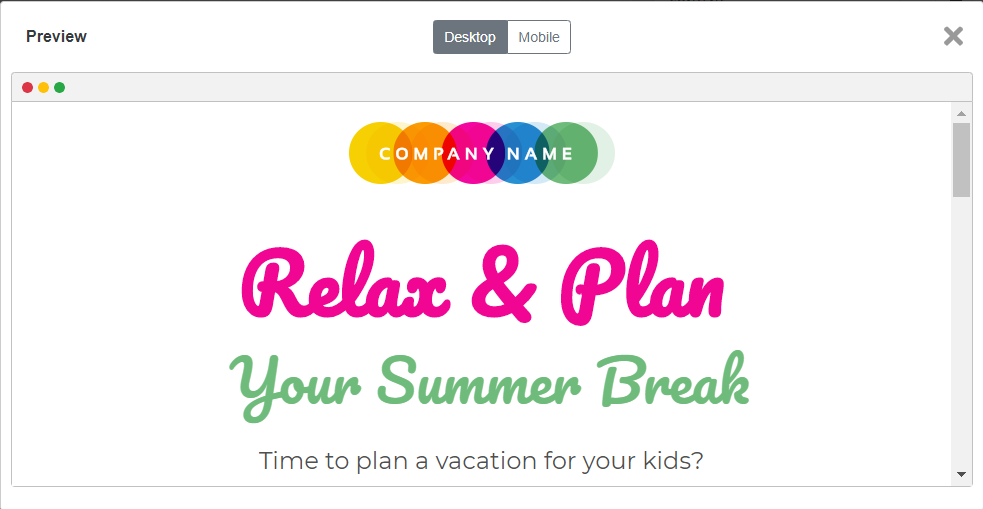 Preview
Desktop
Mobile
COMPANY NAME
Relax & Plan
Your Summer Break
Time to plan a vacation for your kids?